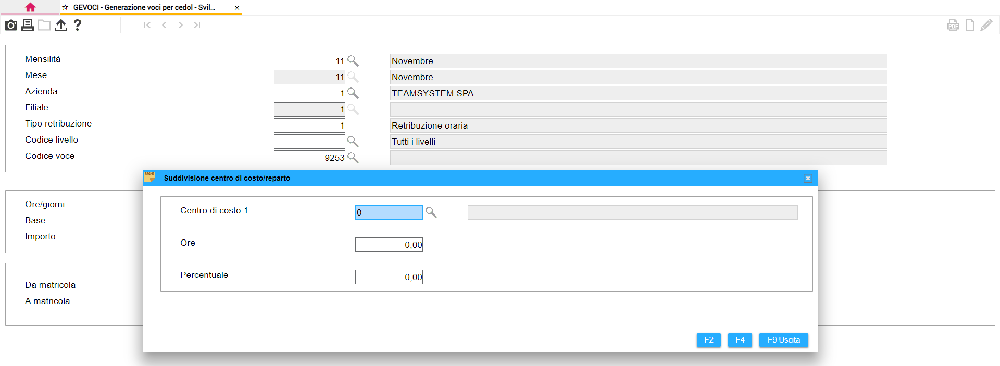 GEVOCI - Generazione voci per cedol - Svil...
PDF
Mensilità 11 Novembre
Mese 11 Novembre
Azienda 1 TEAMSYSTEM SPA
Filiale 1
Tipo retribuzione 1 Retribuzione oraria
Codice livello Tutti i livelli
Codice voce 9253
PAGHE Suddivisione centro di costo/reparto
Centro di costo 1 0
Ore 0,00
Percentuale 0,00
F2 F4 F9 Uscita
Ore/giorni
Base
Importo
Da matricola
A matricola